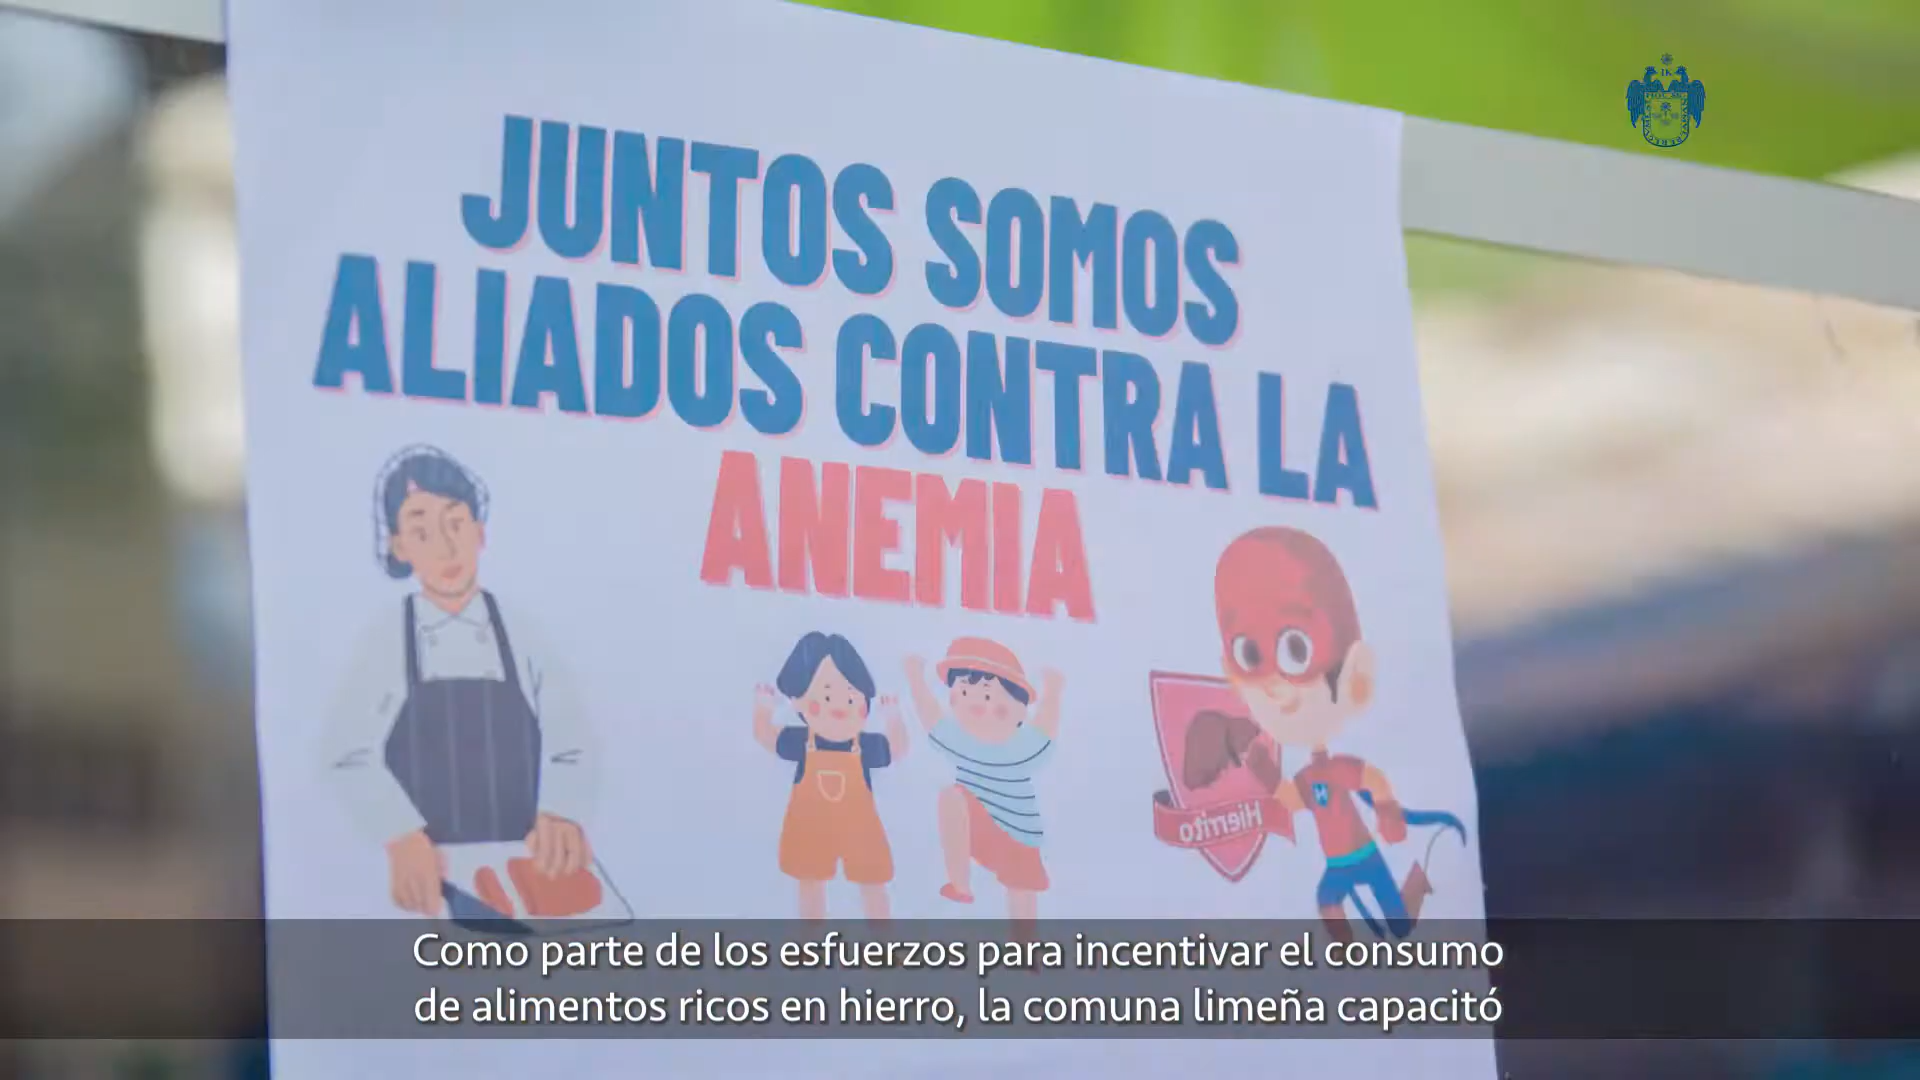 JUNTOS SOMOS
ALIADOS CONTRA LA
ANEMIA
Hierrito
Como parte de los esfuerzos para incentivar el consumo
de alimentos ricos en hierro, la comuna limeña capacitó